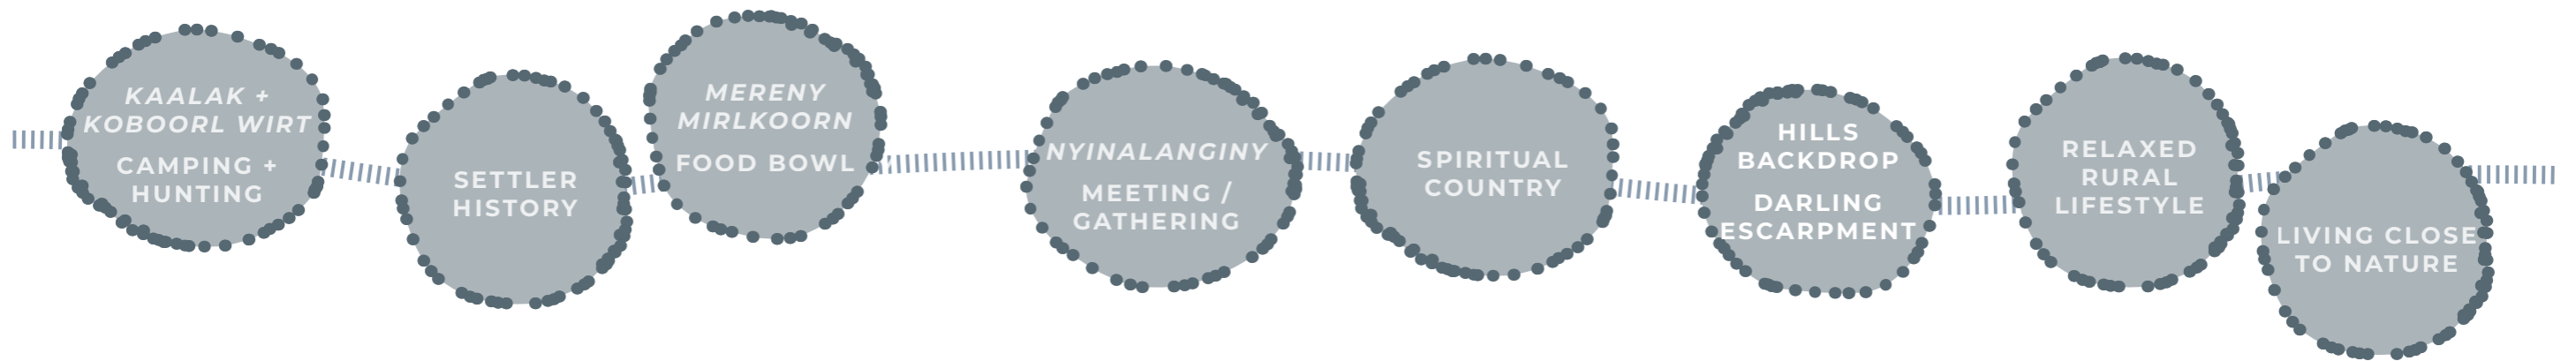 KAALAK +
KOBOORL WIRT
CAMPING +
HUNTING
SETTLER
HISTORY
MERENY
MIRLKOORN
FOOD BOWL
NYINALANGINY
MEETING /
GATHERING
SPIRITUAL
COUNTRY
HILLS
BACKDROP
DARLING
ESCARPMENT
RELAXED
RURAL
LIFESTYLE
LIVING CLOSE
TO NATURE